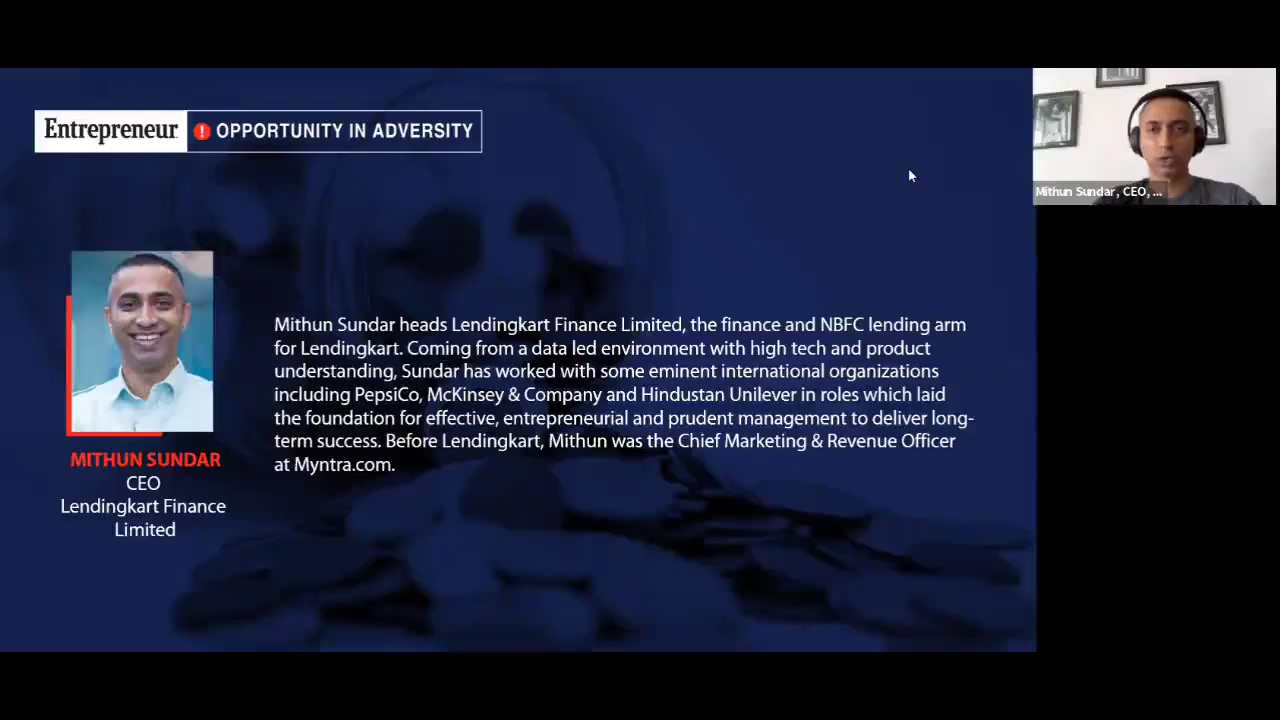 Entrepreneur ! OPPORTUNITY IN ADVERSITY
Mithun Sundar, CEO, ...
Mithun Sundar heads Lendingkart Finance Limited, the finance and NBFC lending arm
for Lendingkart. Coming from a data led environment with high tech and product
understanding, Sundar has worked with some eminent international organizations
including PepsiCo, McKinsey & Company and Hindustan Unilever in roles which laid
the foundation for effective, entrepreneurial and prudent management to deliver long-
term success. Before Lendingkart, Mithun was the Chief Marketing & Revenue Officer
at Myntra.com.
MITHUN SUNDAR
CEO
Lendingkart Finance
Limited